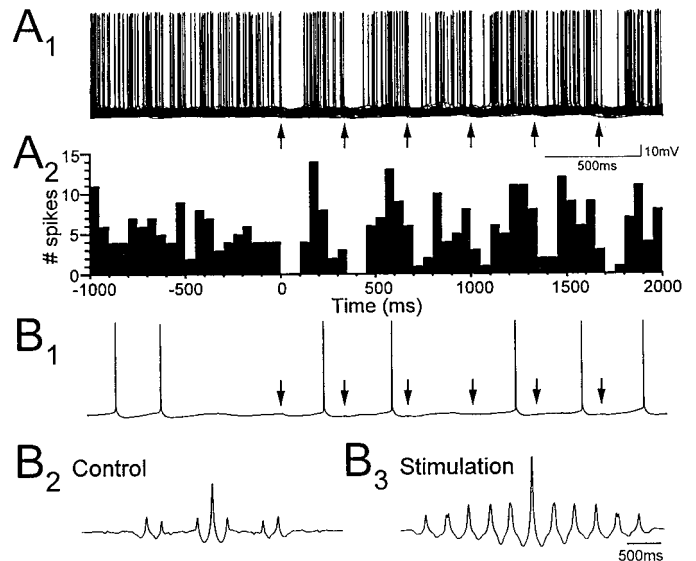 A1
10mV
500ms
A2
15
10
5
0
# spikes
-1000 -500 0 500 1000 1500 2000
Time (ms)
B1
B2 Control
B3 Stimulation
500ms